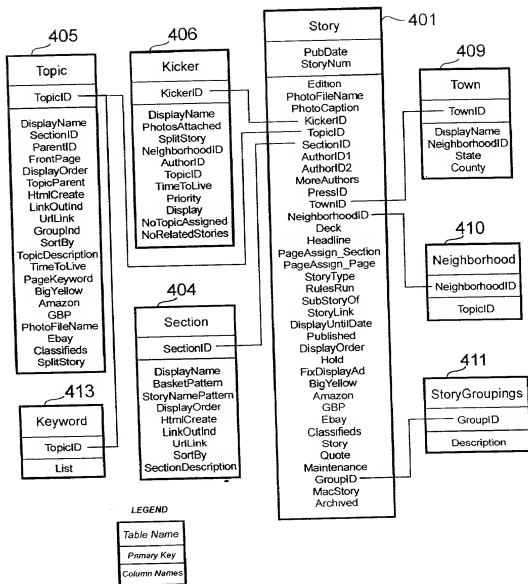 405
Topic
TopicID
DisplayName
SectionID
ParentID
FrontPage
DisplayOrder
TopicParent
HtmlCreate
LinkOutInd
UrlLink
GroupInd
SortBy
TopicDescription
TimeToLive
PageKeyword
BigYellow
Amazon
GBP
PhotoFileName
Ebay
Classifieds
SplitStory
413
Keyword
TopicID
List
406
Kicker
KickerID
DisplayName
PhotosAttached
SplitStory
NeighborhoodID
AuthorID
TopicID
TimeToLive
Priority
Display
NoTopicAssigned
NoRelatedStories
404
Section
SectionID
DisplayName
BasketPattern
StoryNamePattern
DisplayOrder
HtmlCreate
LinkOutInd
UrlLink
SortBy
SectionDescription
LEGEND
Table Name
Primary Key
Column Names
401
Story
PubDate
StoryNum
Edition
PhotoFileName
PhotoCaption
KickerID
TopicID
SectionID
AuthorID1
AuthorID2
MoreAuthors
PressID
TownID
NeighborhoodID
Deck
Headline
PageAssign_Section
PageAssign_Page
StoryType
RulesRun
SubStoryOf
StoryLink
DisplayUntilDate
Published
DisplayOrder
Hold
FixDisplayAd
BigYellow
Amazon
GBP
Ebay
Classifieds
Story
Quote
Maintenance
GroupID
MacStory
Archived
409
Town
TownID
DisplayName
NeighborhoodID
State
County
410
Neighborhood
NeighborhoodID
TopicID
411
StoryGroupings
GroupID
Description